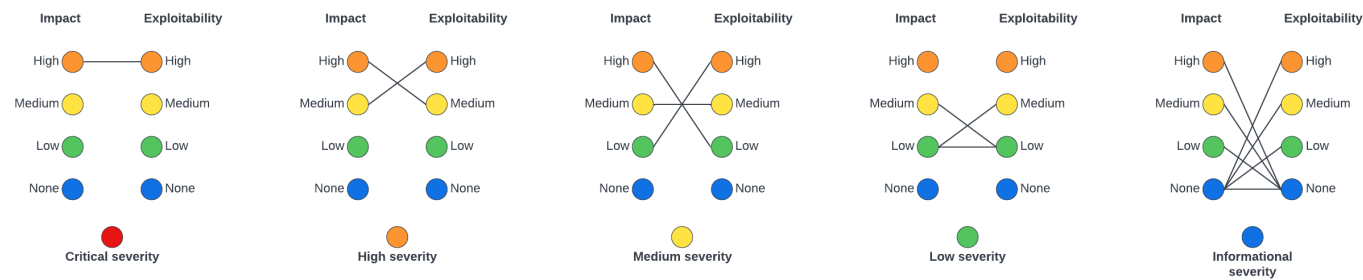 Impact Exploitability
High High
Medium Medium
Low Low
None None
Critical severity
Impact Exploitability
High High
Medium Medium
Low Low
None None
High severity
Impact Exploitability
High High
Medium Medium
Low Low
None None
Medium severity
Impact Exploitability
High High
Medium Medium
Low Low
None None
Low severity
Impact Exploitability
High High
Medium Medium
Low Low
None None
Informational
severity